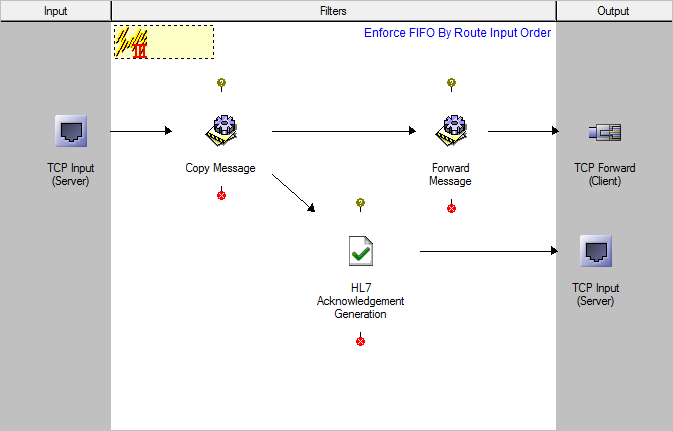 Input
Filters
Output
Enforce FIFO By Route Input Order
TCP Input
(Server)
Copy Message
Forward
Message
TCP Forward
(Client)
HL7
Acknowledgement
Generation
TCP Input
(Server)